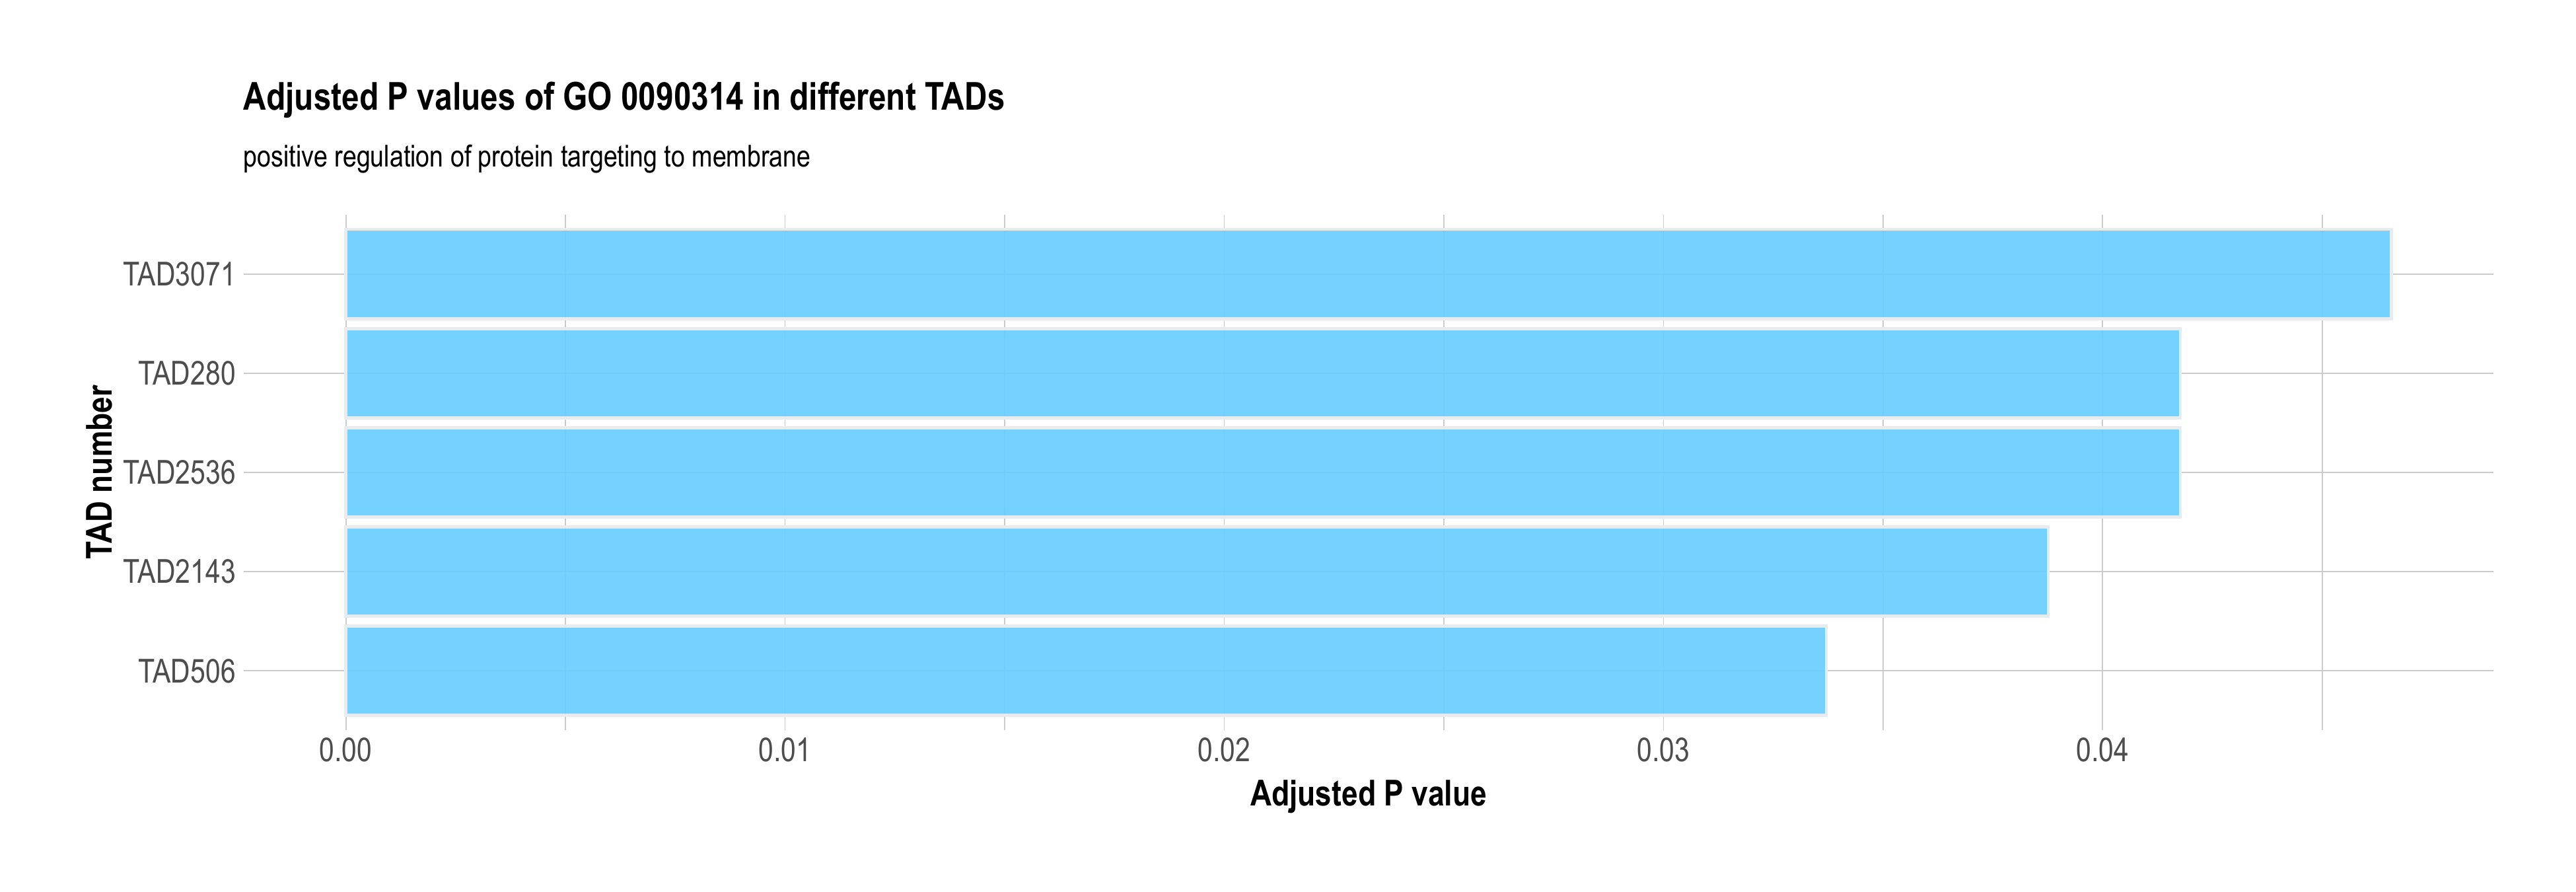 Adjusted P values of GO 0090314 in different TADs
positive regulation of protein targeting to membrane
TAD number
TAD3071
TAD280
TAD2536
TAD2143
TAD506
0.00 0.01 0.02 0.03 0.04
Adjusted P value